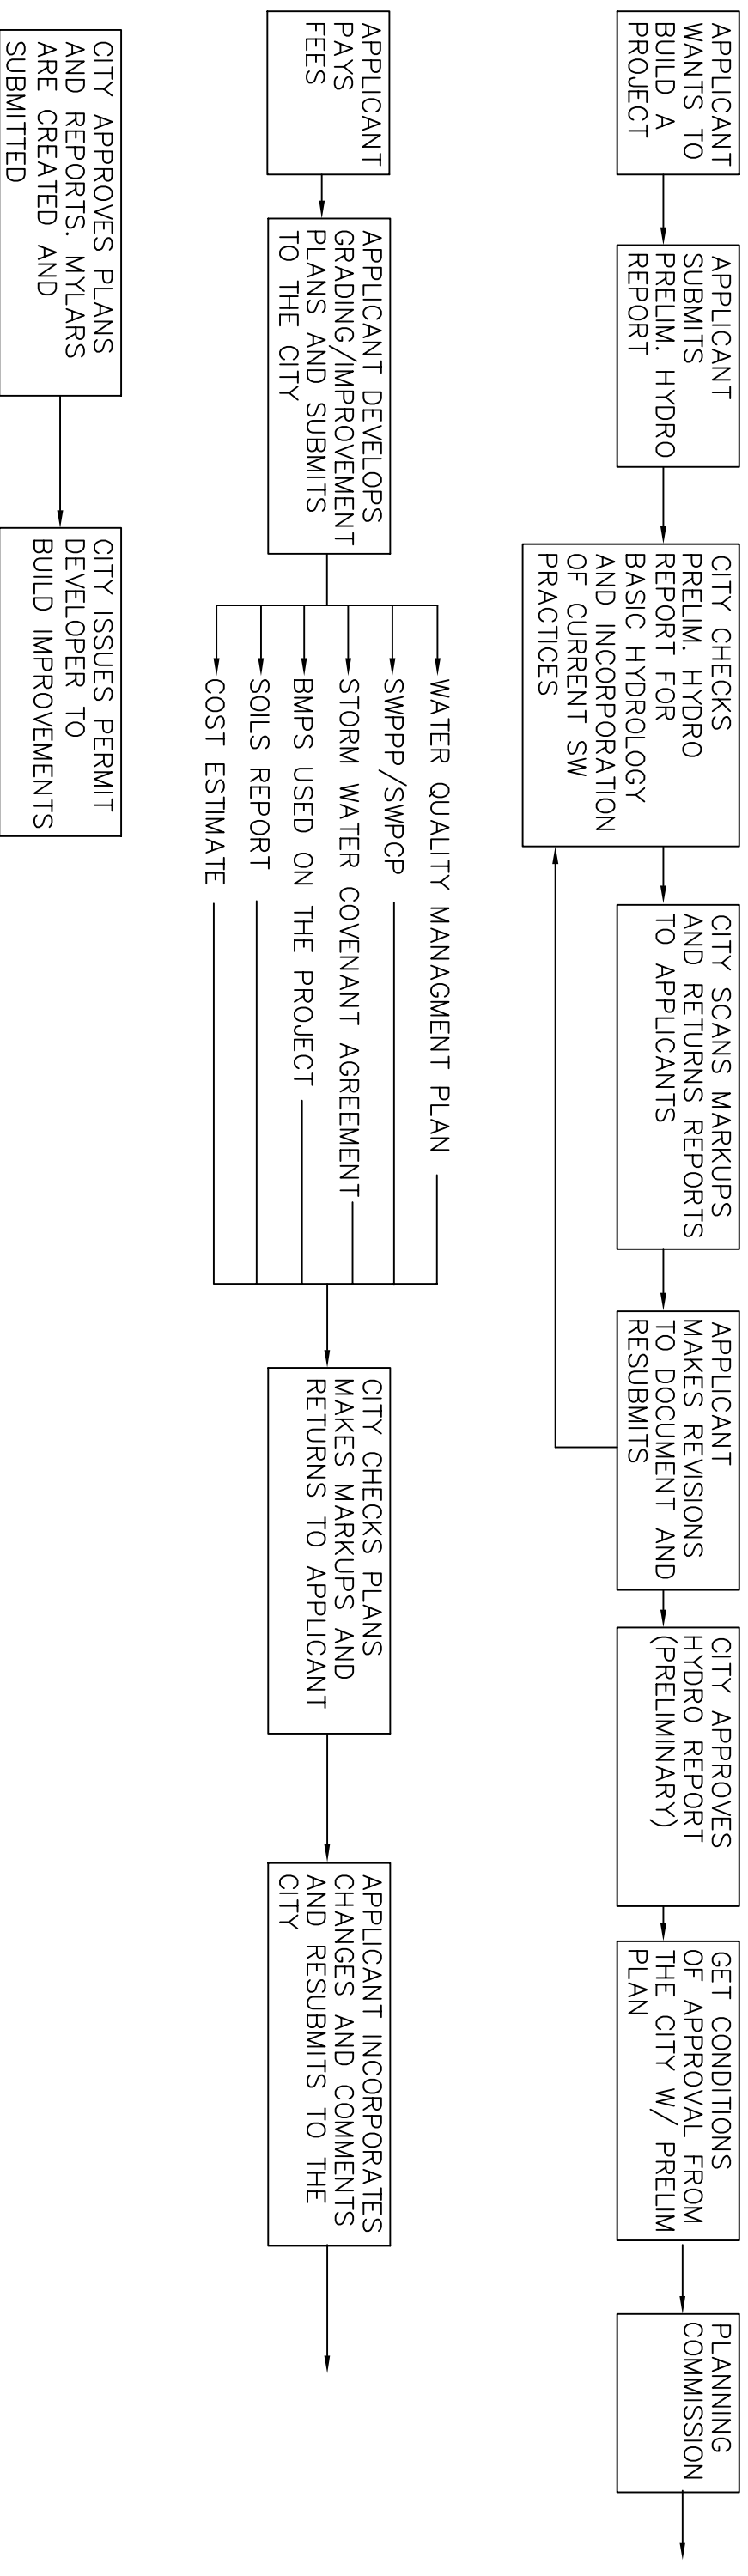 APPLICANT
WANTS TO
BUILD A
PROJECT
APPLICANT
SUBMITS
PRELIM. HYDRO
REPORT
CITY CHECKS
PRELIM. HYDRO
REPORT FOR
BASIC HYDROLOGY
AND INCORPORATION
OF CURRENT SW
PRACTICES
CITY SCANS MARKUPS
AND RETURNS REPORTS
TO APPLICANTS
APPLICANT
MAKES REVISIONS
TO DOCUMENT AND
RESUBMITS
CITY APPROVES
HYDRO REPORT
(PRELIMINARY)
GET CONDITIONS
OF APPROVAL FROM
THE CITY W/ PRELIM
PLAN
PLANNING
COMMISSION
APPLICANT
PAYS
FEES
APPLICANT DEVELOPS
GRADING/IMPROVEMENT
PLANS AND SUBMITS
TO THE CITY
WATER QUALITY MANAGMENT PLAN
SWPPP/SWPCP
STORM WATER COVENANT AGREEMENT
BMPS USED ON THE PROJECT
SOILS REPORT
COST ESTIMATE
CITY CHECKS PLANS
MAKES MARKUPS AND
RETURNS TO APPLICANT
APPLICANT INCORPORATES
CHANGES AND COMMENTS
AND RESUBMITS TO THE
CITY
CITY APPROVES PLANS
AND REPORTS. MYLARS
ARE CREATED AND
SUBMITTED
CITY ISSUES PERMIT
DEVELOPER TO
BUILD IMPROVEMENTS